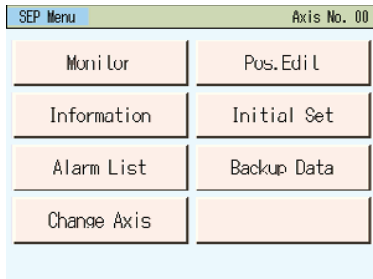 SEP Menu Axis No. 00
Monitor Pos.Edit
Information Initial Set
Alarm List Backup Data
Change Axis